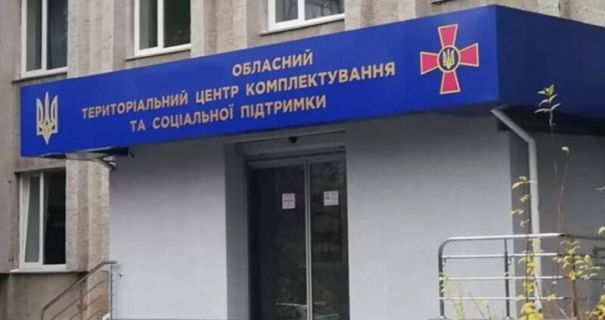 ОБЛАСНИЙ
ТЕРИТОРІАЛЬНИЙ ЦЕНТР КОМПЛЕКТУВАННЯ
ТА СОЦІАЛЬНОЇ ПІДТРИМКИ